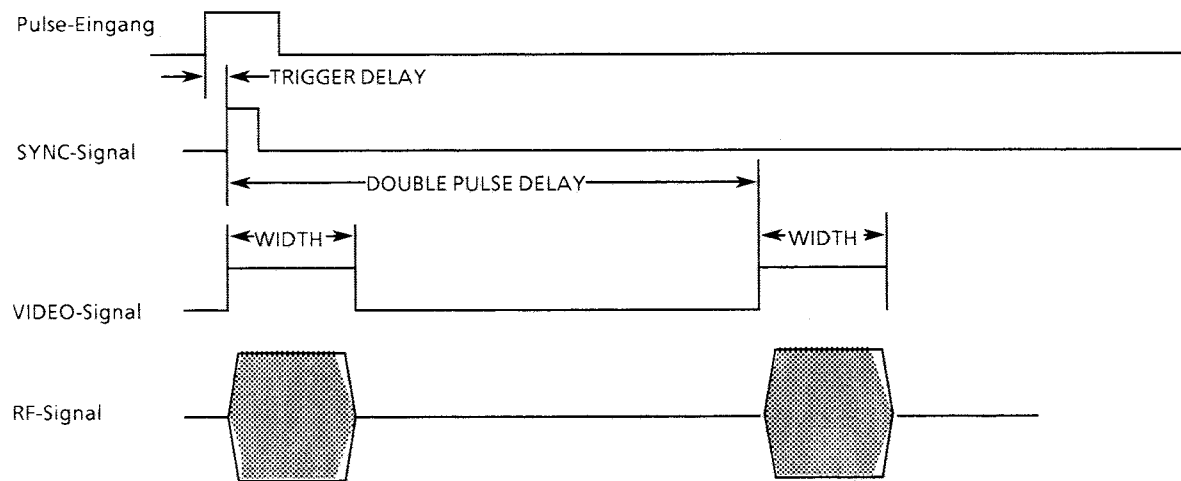 Pulse-Eingang
TRIGGER DELAY
SYNC-Signal
DOUBLE PULSE DELAY
WIDTH
WIDTH
VIDEO-Signal
RF-Signal